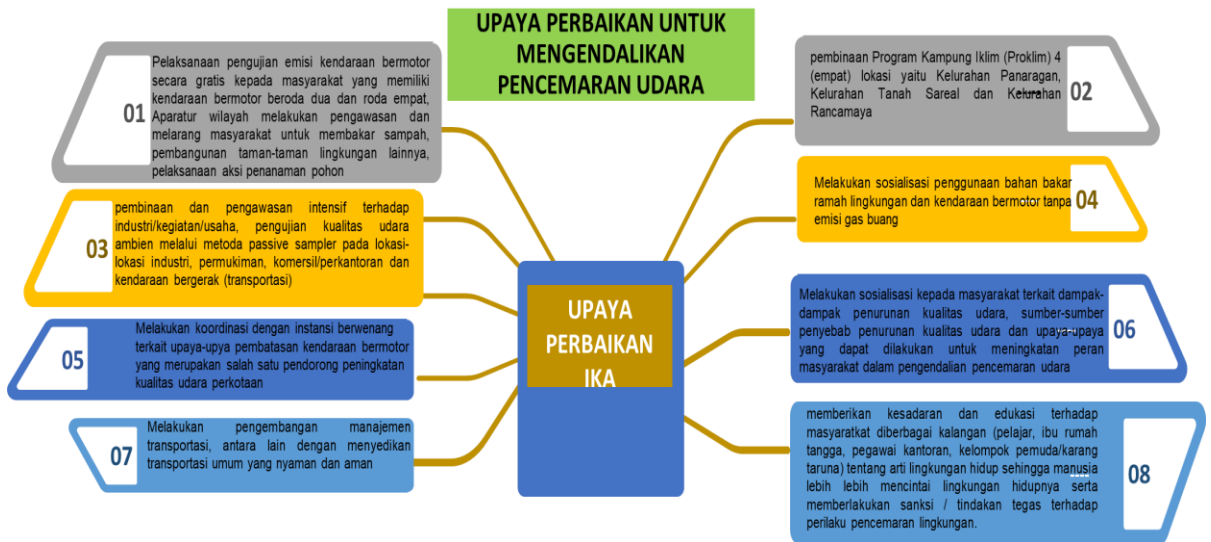 UPAYA PERBAIKAN UNTUK
MENGENDALIKAN
PENCEMARAN UDARA
01
Pelaksanaan pengujian emisi kendaraan bermotor
secara gratis kepada masyarakat yang memiliki
kendaraan bermotor beroda dua dan roda empat,
Aparatur wilayah melakukan pengawasan dan
melarang masyarakat untuk membakar sampah,
pembangunan taman-taman lingkungan lainnya,
pelaksanaan aksi penanaman pohon
pembinaan Program Kampung Iklim (Proklim) 4
(empat) lokasi yaitu Kelurahan Panaragan,
Kelurahan Tanah Sareal dan Kelurahan
Rancamaya
02
03
pembinaan dan pengawasan intensif terhadap
industri/kegiatan/usaha, pengujian kualitas udara
ambien melalui metoda passive sampler pada lokasi-
lokasi industri, permukiman, komersil/perkantoran dan
kendaraan bergerak (transportasi)
Melakukan sosialisasi penggunaan bahan bakar
ramah lingkungan dan kendaraan bermotor tanpa
emisi gas buang
04
05
Melakukan koordinasi dengan instansi berwenang
terkait upaya-upya pembatasan kendaraan bermotor
yang merupakan salah satu pendorong peningkatan
kualitas udara perkotaan
UPAYA
PERBAIKAN
IKA
Melakukan sosialisasi kepada masyarakat terkait dampak-
dampak penurunan kualitas udara, sumber-sumber
penyebab penurunan kualitas udara dan upaya-upaya
yang dapat dilakukan untuk meningkatan peran
masyarakat dalam pengendalian pencemaran udara
06
07
Melakukan pengembangan manajemen
transportasi, antara lain dengan menyedikan
transportasi umum yang nyaman dan aman
memberikan kesadaran dan edukasi terhadap
masyaratkat diberbagai kalangan (pelajar, ibu rumah
tangga, pegawai kantoran, kelompok pemuda/karang
taruna) tentang arti lingkungan hidup sehingga manusia
lebih lebih mencintai lingkungan hidupnya serta
memberlakukan sanksi / tindakan tegas terhadap
perilaku pencemaran lingkungan.
08